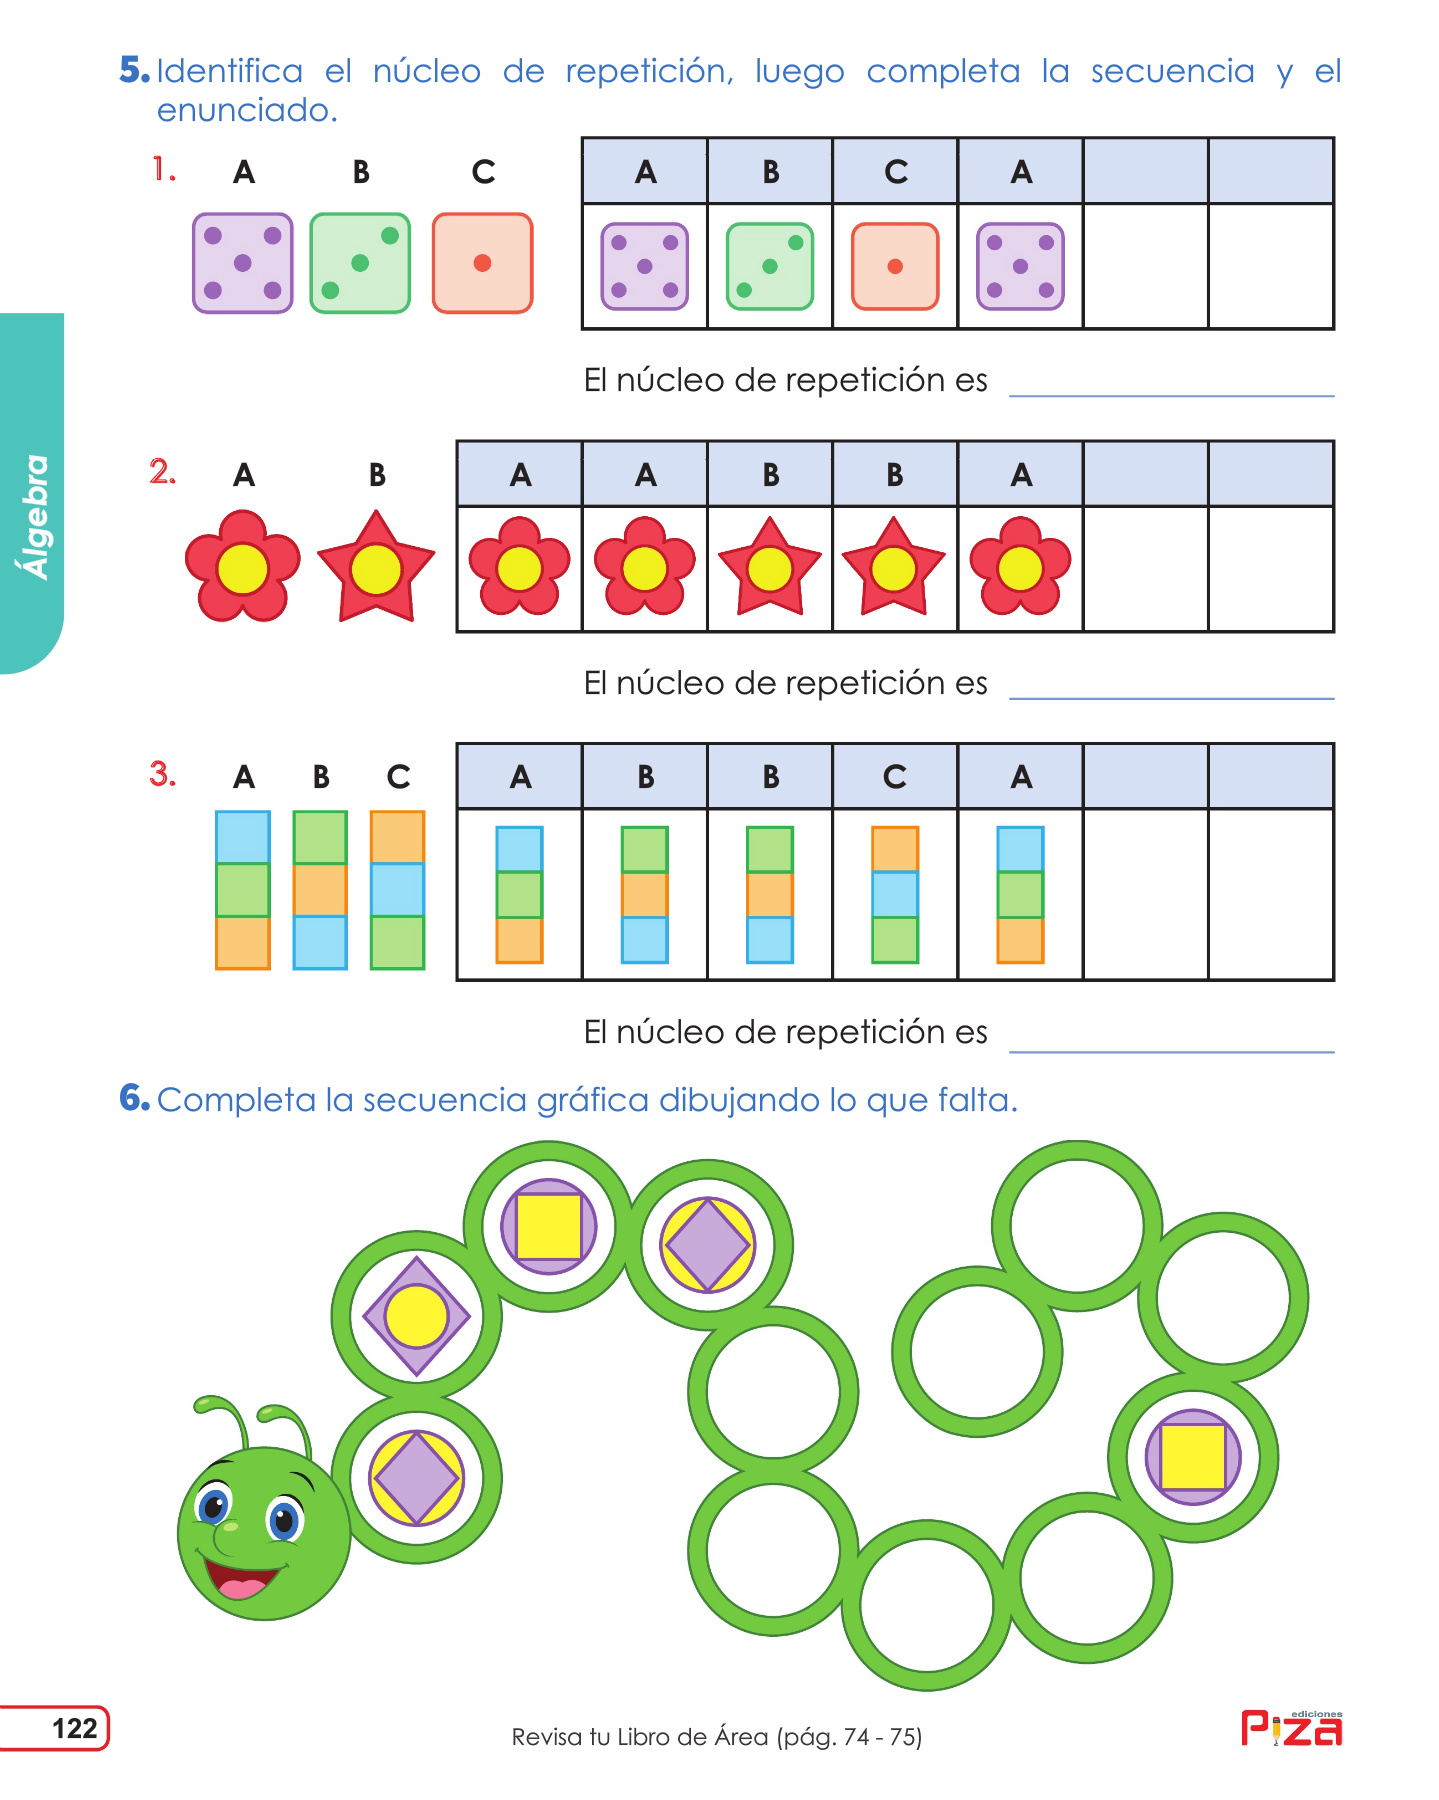 5. Identifica el núcleo de repetición, luego completa la secuencia y el
enunciado.
1. A B C
A B C A
El núcleo de repetición es
2. A B
A A B B A
El núcleo de repetición es
3. A B C
A B B C A
El núcleo de repetición es
Álgebra
6. Completa la secuencia gráfica dibujando lo que falta.
122
Revisa tu Libro de Área (pág. 74 - 75)
ediciones
Piza